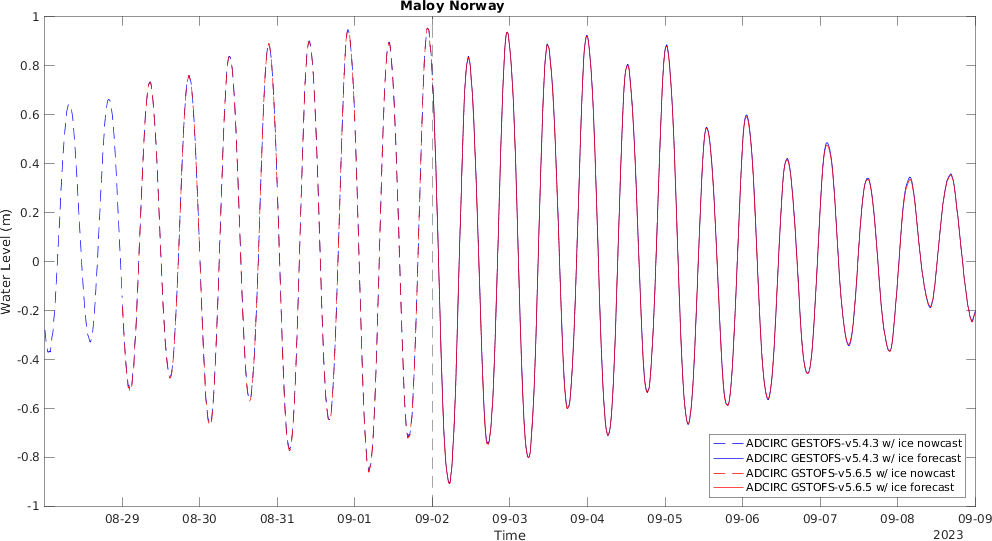 Maloy Norway
1
0.8
0.6
0.4
0.2
0
-0.2
-0.4
-0.6
-0.8
-1
Water Level (m)
ADCIRC GESTOFS-v5.4.3 w/ ice nowcast
ADCIRC GESTOFS-v5.4.3 w/ ice forecast
ADCIRC GSTOFS-v5.6.5 w/ ice nowcast
ADCIRC GSTOFS-v5.6.5 w/ ice forecast
08-29 08-30 08-31 09-01 09-02 09-03 09-04 09-05 09-06 09-07 09-08 09-09
Time
2023